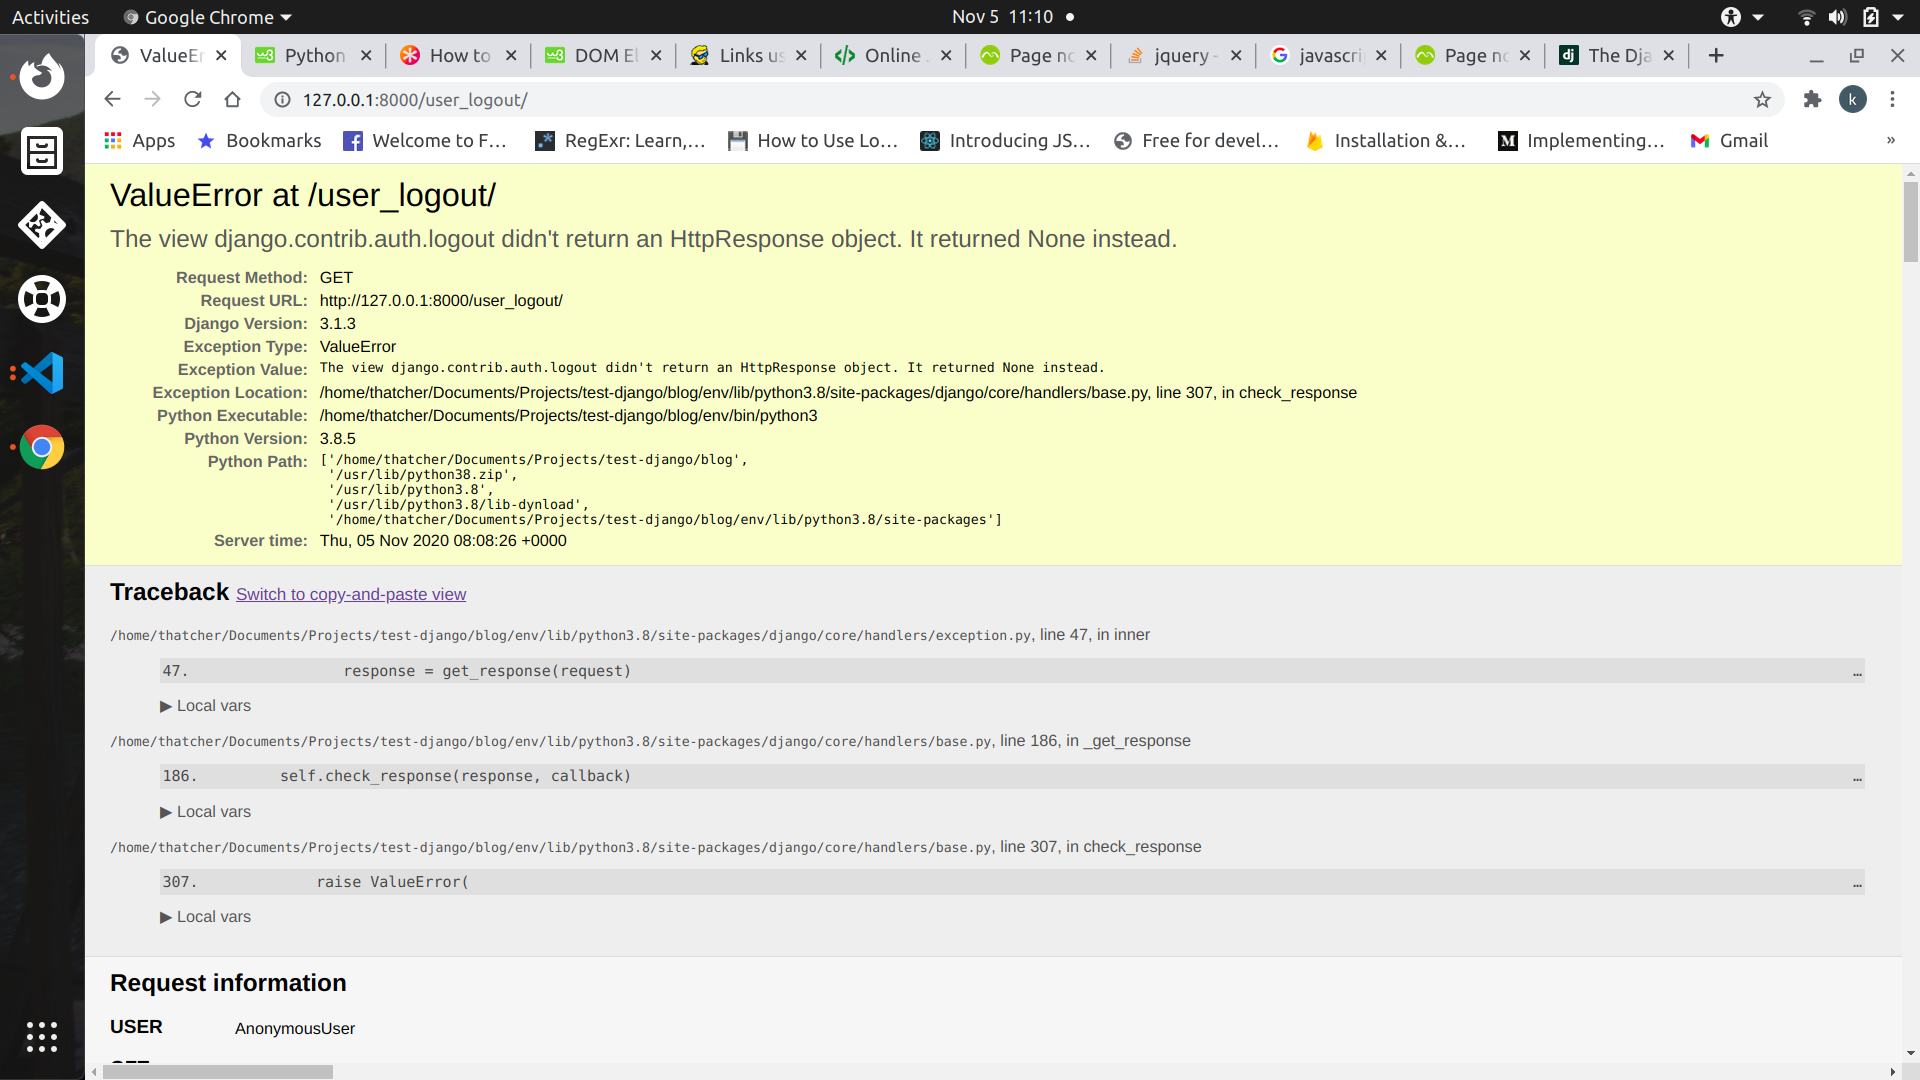 Activities Google Chrome Nov 5 11:10
ValueEr Python How to DOM El Links us Online Page no jquery - javascri Page no The Dja
127.0.0.1:8000/user_logout/ k
Apps Bookmarks Welcome to F... RegExr: Learn,... How to Use Lo... Introducing JS... Free for devel... Installation &... Implementing... Gmail »
ValueError at /user_logout/
The view django.contrib.auth.logout didn't return an HttpResponse object. It returned None instead.
Request Method: GET
Request URL: http://127.0.0.1:8000/user_logout/
Django Version: 3.1.3
Exception Type: ValueError
Exception Value: The view django.contrib.auth.logout didn't return an HttpResponse object. It returned None instead.
Exception Location: /home/thatcher/Documents/Projects/test-django/blog/env/lib/python3.8/site-packages/django/core/handlers/base.py, line 307, in check_response
Python Executable: /home/thatcher/Documents/Projects/test-django/blog/env/bin/python3
Python Version: 3.8.5
Python Path: ['/home/thatcher/Documents/Projects/test-django/blog',
'/usr/lib/python38.zip',
'/usr/lib/python3.8',
'/usr/lib/python3.8/lib-dynload',
'/home/thatcher/Documents/Projects/test-django/blog/env/lib/python3.8/site-packages']
Server time: Thu, 05 Nov 2020 08:08:26 +0000
Traceback Switch to copy-and-paste view
/home/thatcher/Documents/Projects/test-django/blog/env/lib/python3.8/site-packages/django/core/handlers/exception.py, line 47, in inner
47. response = get_response(request) …
▶ Local vars
/home/thatcher/Documents/Projects/test-django/blog/env/lib/python3.8/site-packages/django/core/handlers/base.py, line 186, in _get_response
186. self.check_response(response, callback) …
▶ Local vars
/home/thatcher/Documents/Projects/test-django/blog/env/lib/python3.8/site-packages/django/core/handlers/base.py, line 307, in check_response
307. raise ValueError( …
▶ Local vars
Request information
USER AnonymousUser